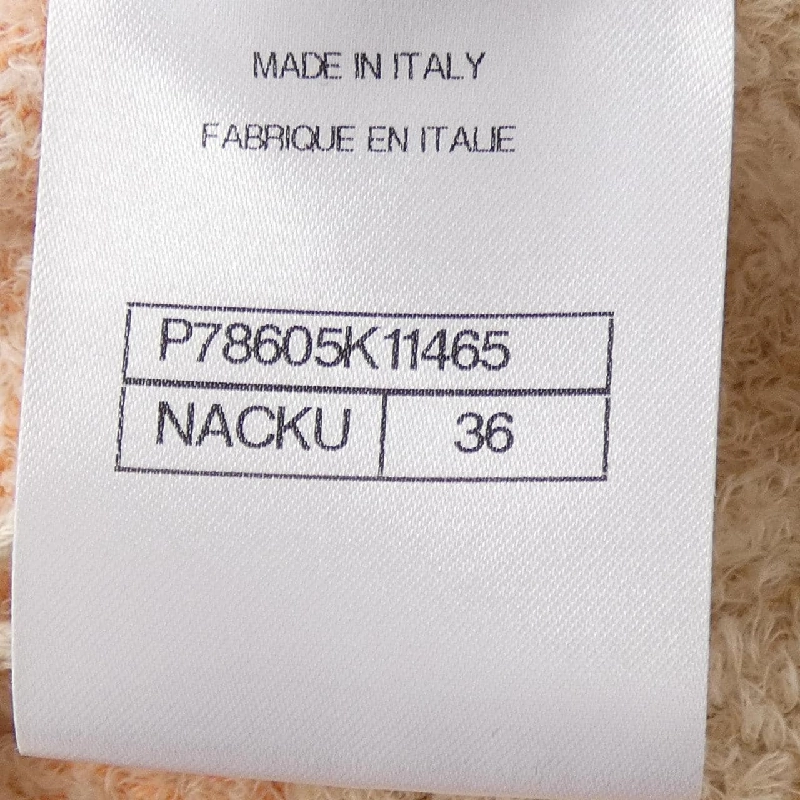 MADE IN ITALY
FABRIQUE EN ITALIE
P78605K11465
NACKU 36